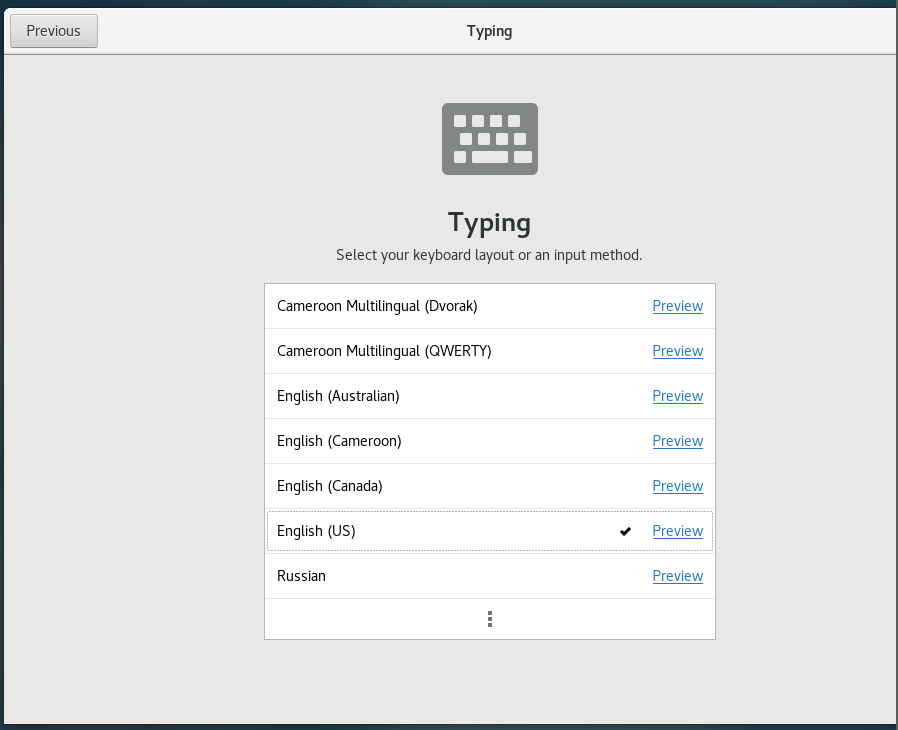 Previous
Typing
Typing
Select your keyboard layout or an input method.
Cameroon Multilingual (Dvorak) Preview
Cameroon Multilingual (QWERTY) Preview
English (Australian) Preview
English (Cameroon) Preview
English (Canada) Preview
English (US) Preview
Russian Preview